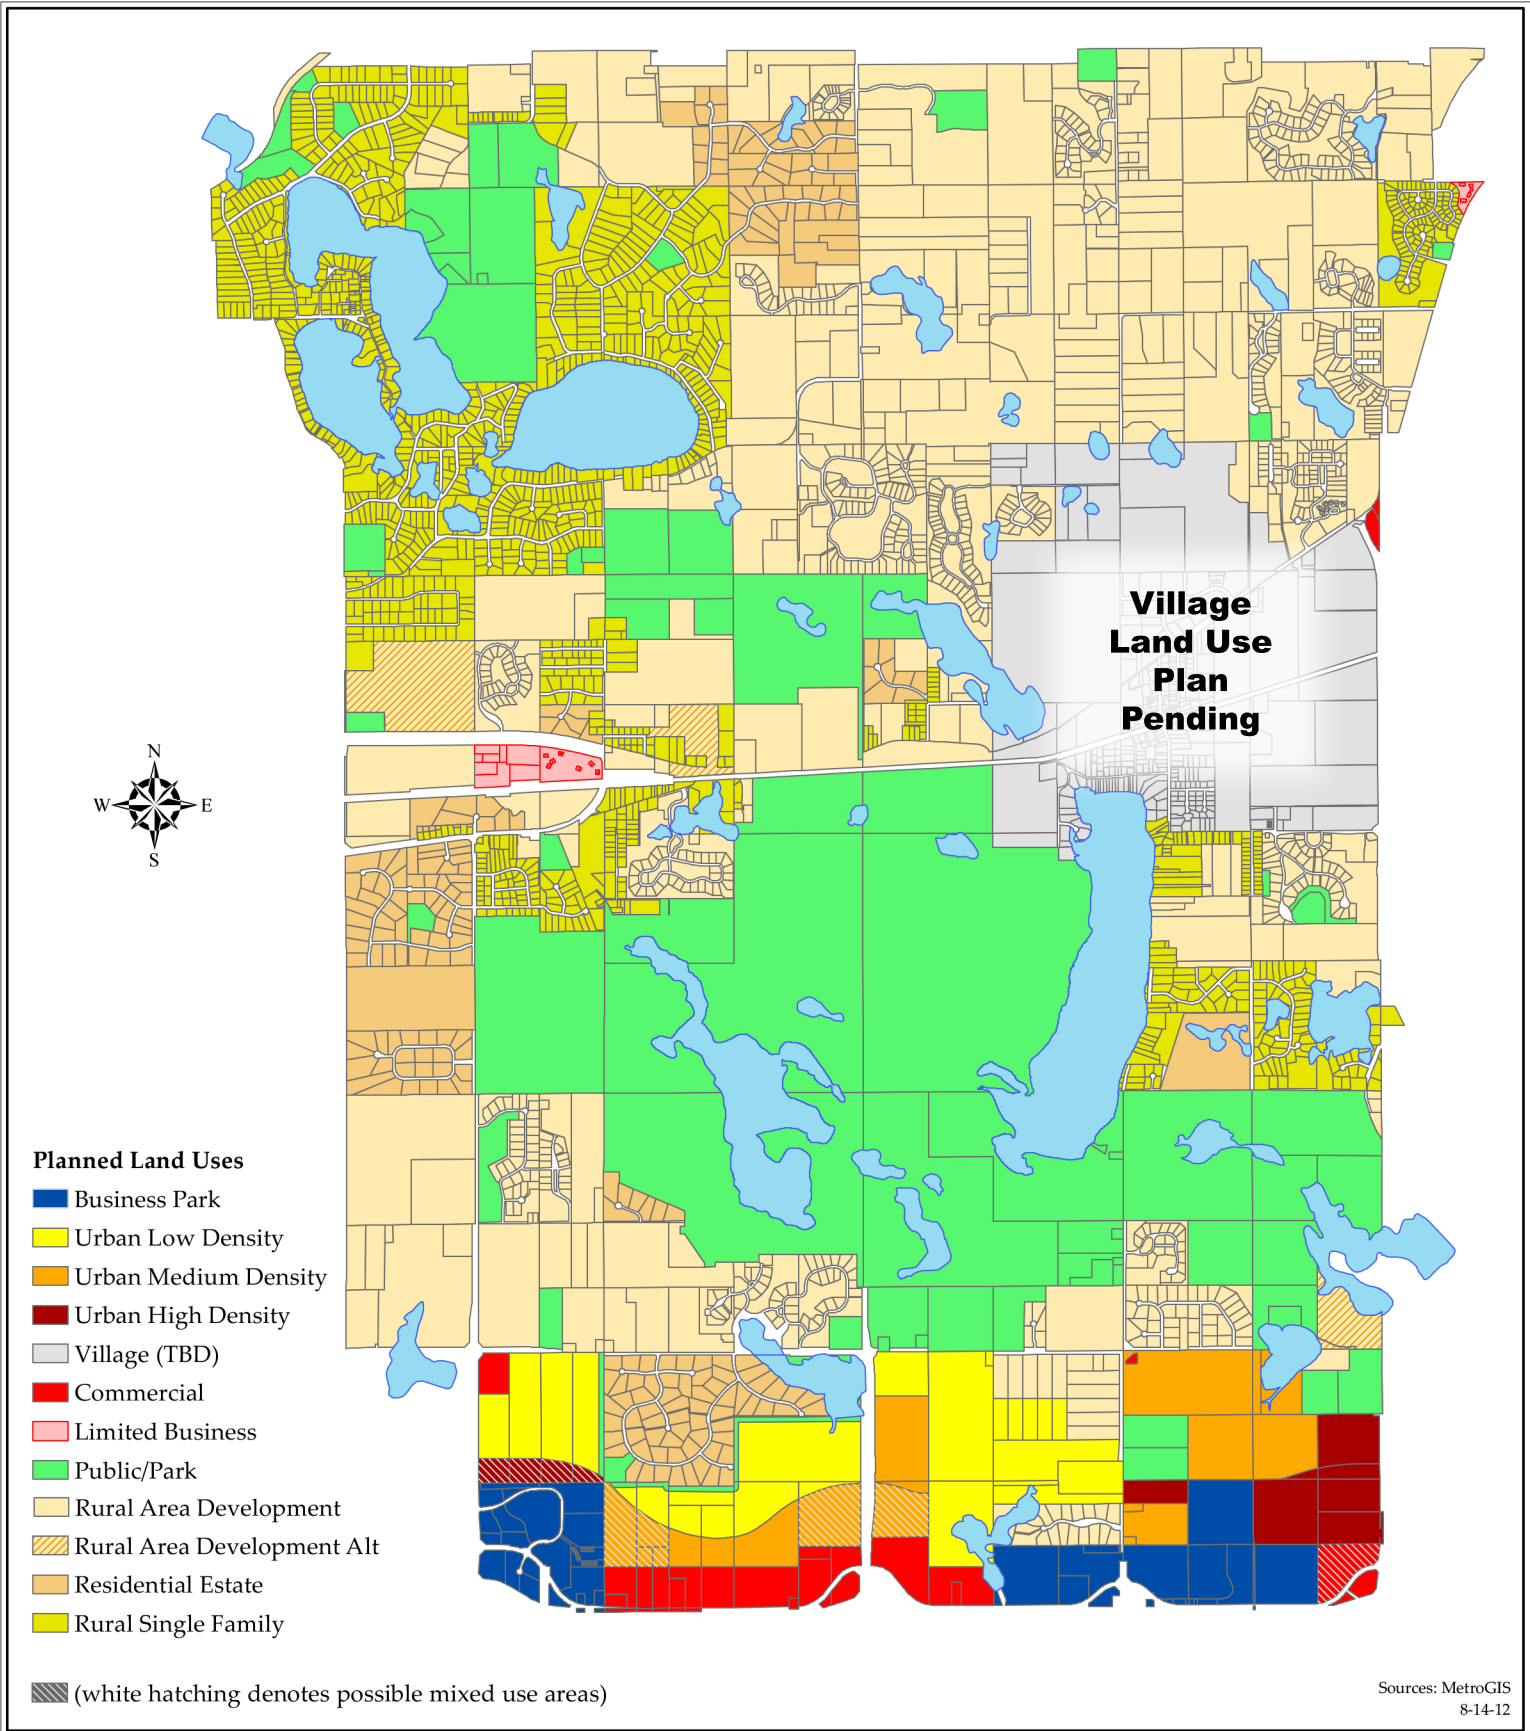 Village
Land Use
Plan
Pending
N
W
E
S
Planned Land Uses
Business Park
Urban Low Density
Urban Medium Density
Urban High Density
Village (TBD)
Commercial
Limited Business
Public/Park
Rural Area Development
Rural Area Development Alt
Residential Estate
Rural Single Family
(white hatching denotes possible mixed use areas)
Sources: MetroGIS
8-14-12